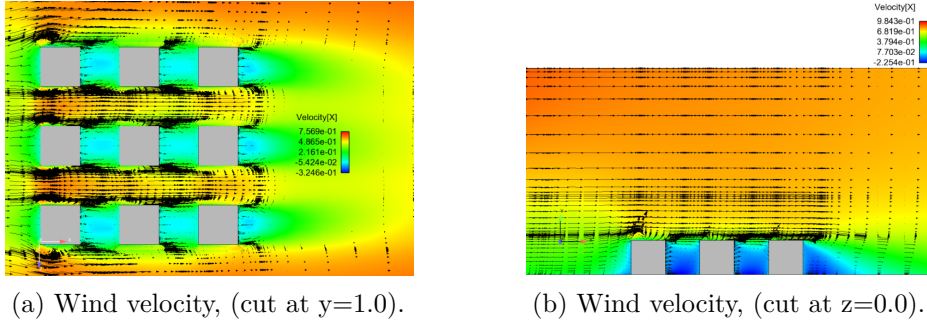 Velocity[X]
7.569e-01
4.865e-01
2.161e-01
-5.424e-02
-3.246e-01
Velocity[X]
9.843e-01
6.819e-01
3.794e-01
7.703e-02
-2.254e-01
(a) Wind velocity, (cut at y=1.0).
(b) Wind velocity, (cut at z=0.0).